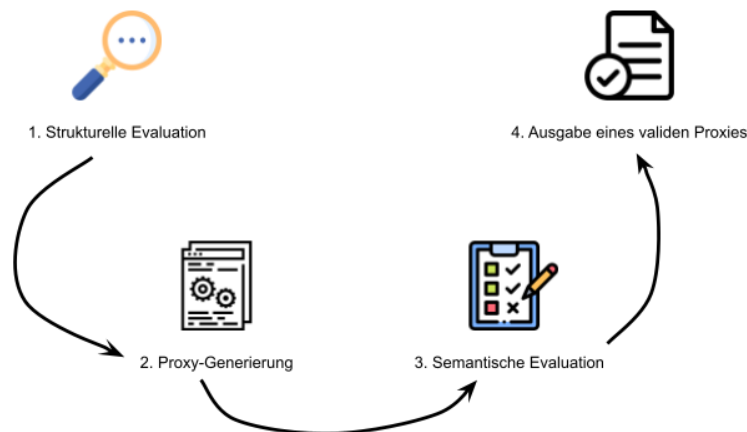 1. Strukturelle Evaluation
4. Ausgabe eines validen Proxies
2. Proxy-Generierung
3. Semantische Evaluation